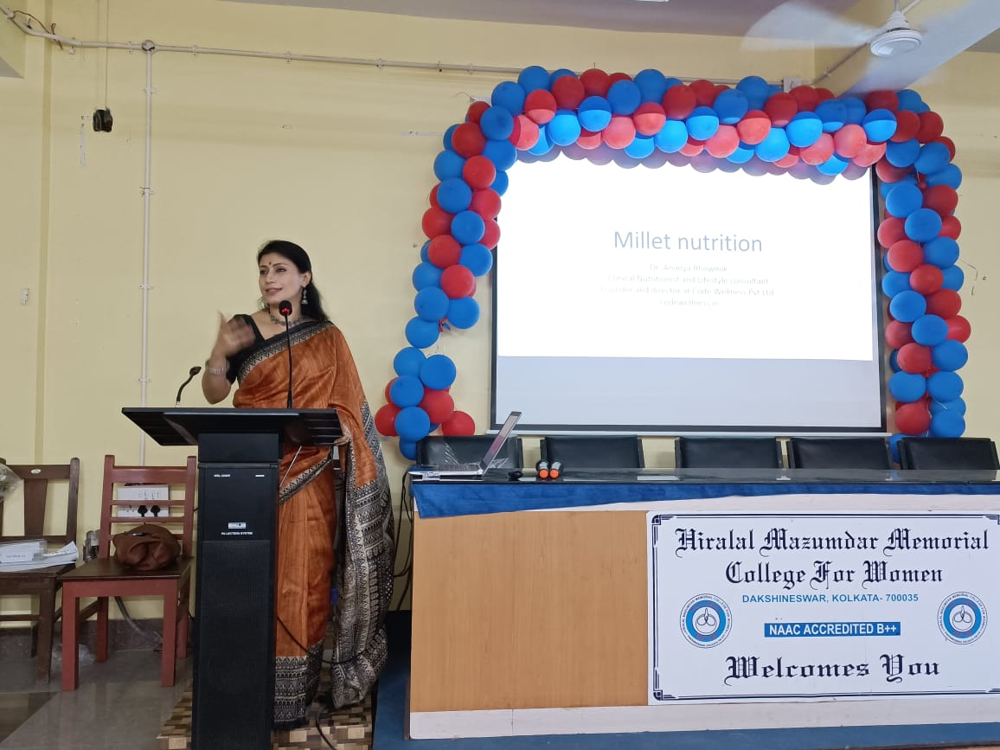 Millet nutrition
Dr. Ananya Bhowmik
Clinical Nutritionist and Lifestyle consultant
Founder and director at Code Wellness Pvt Ltd
codewellness.in
AHUJA
PA LECTERN SYSTEM
Hiralal Mazumdar Memorial
College For Women
DAKSHINESWAR, KOLKATA- 700035
NAAC ACCREDITED B++
Welcomes You